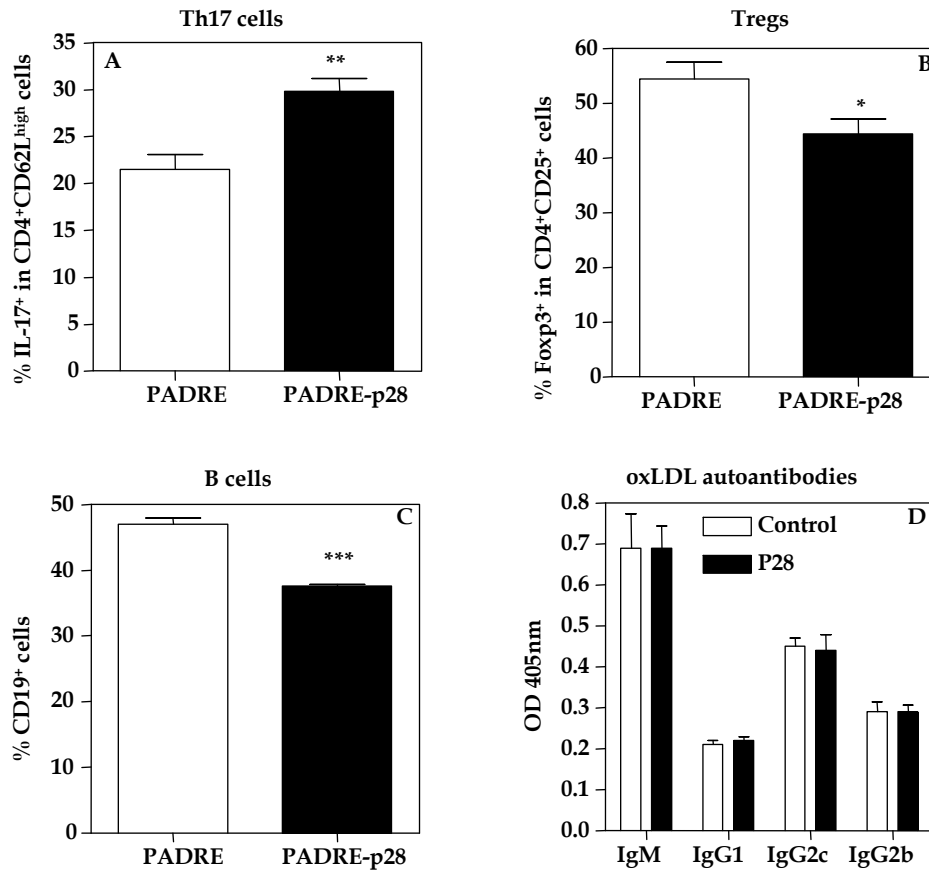 Th17 cells
A
**
% IL-17⁺ in CD4⁺CD62Lʰⁱᵍʰ cells
35
30
25
20
15
10
5
0
PADRE PADRE-p28
Tregs
B
*
% Foxp3⁺ in CD4⁺CD25⁺ cells
60
50
40
30
20
10
0
PADRE PADRE-p28
B cells
C
***
% CD19⁺ cells
50
40
30
20
10
0
PADRE PADRE-p28
oxLDL autoantibodies
D
Control
P28
OD 405nm
0.8
0.7
0.6
0.5
0.4
0.3
0.2
0.1
0.0
IgM IgG1 IgG2c IgG2b